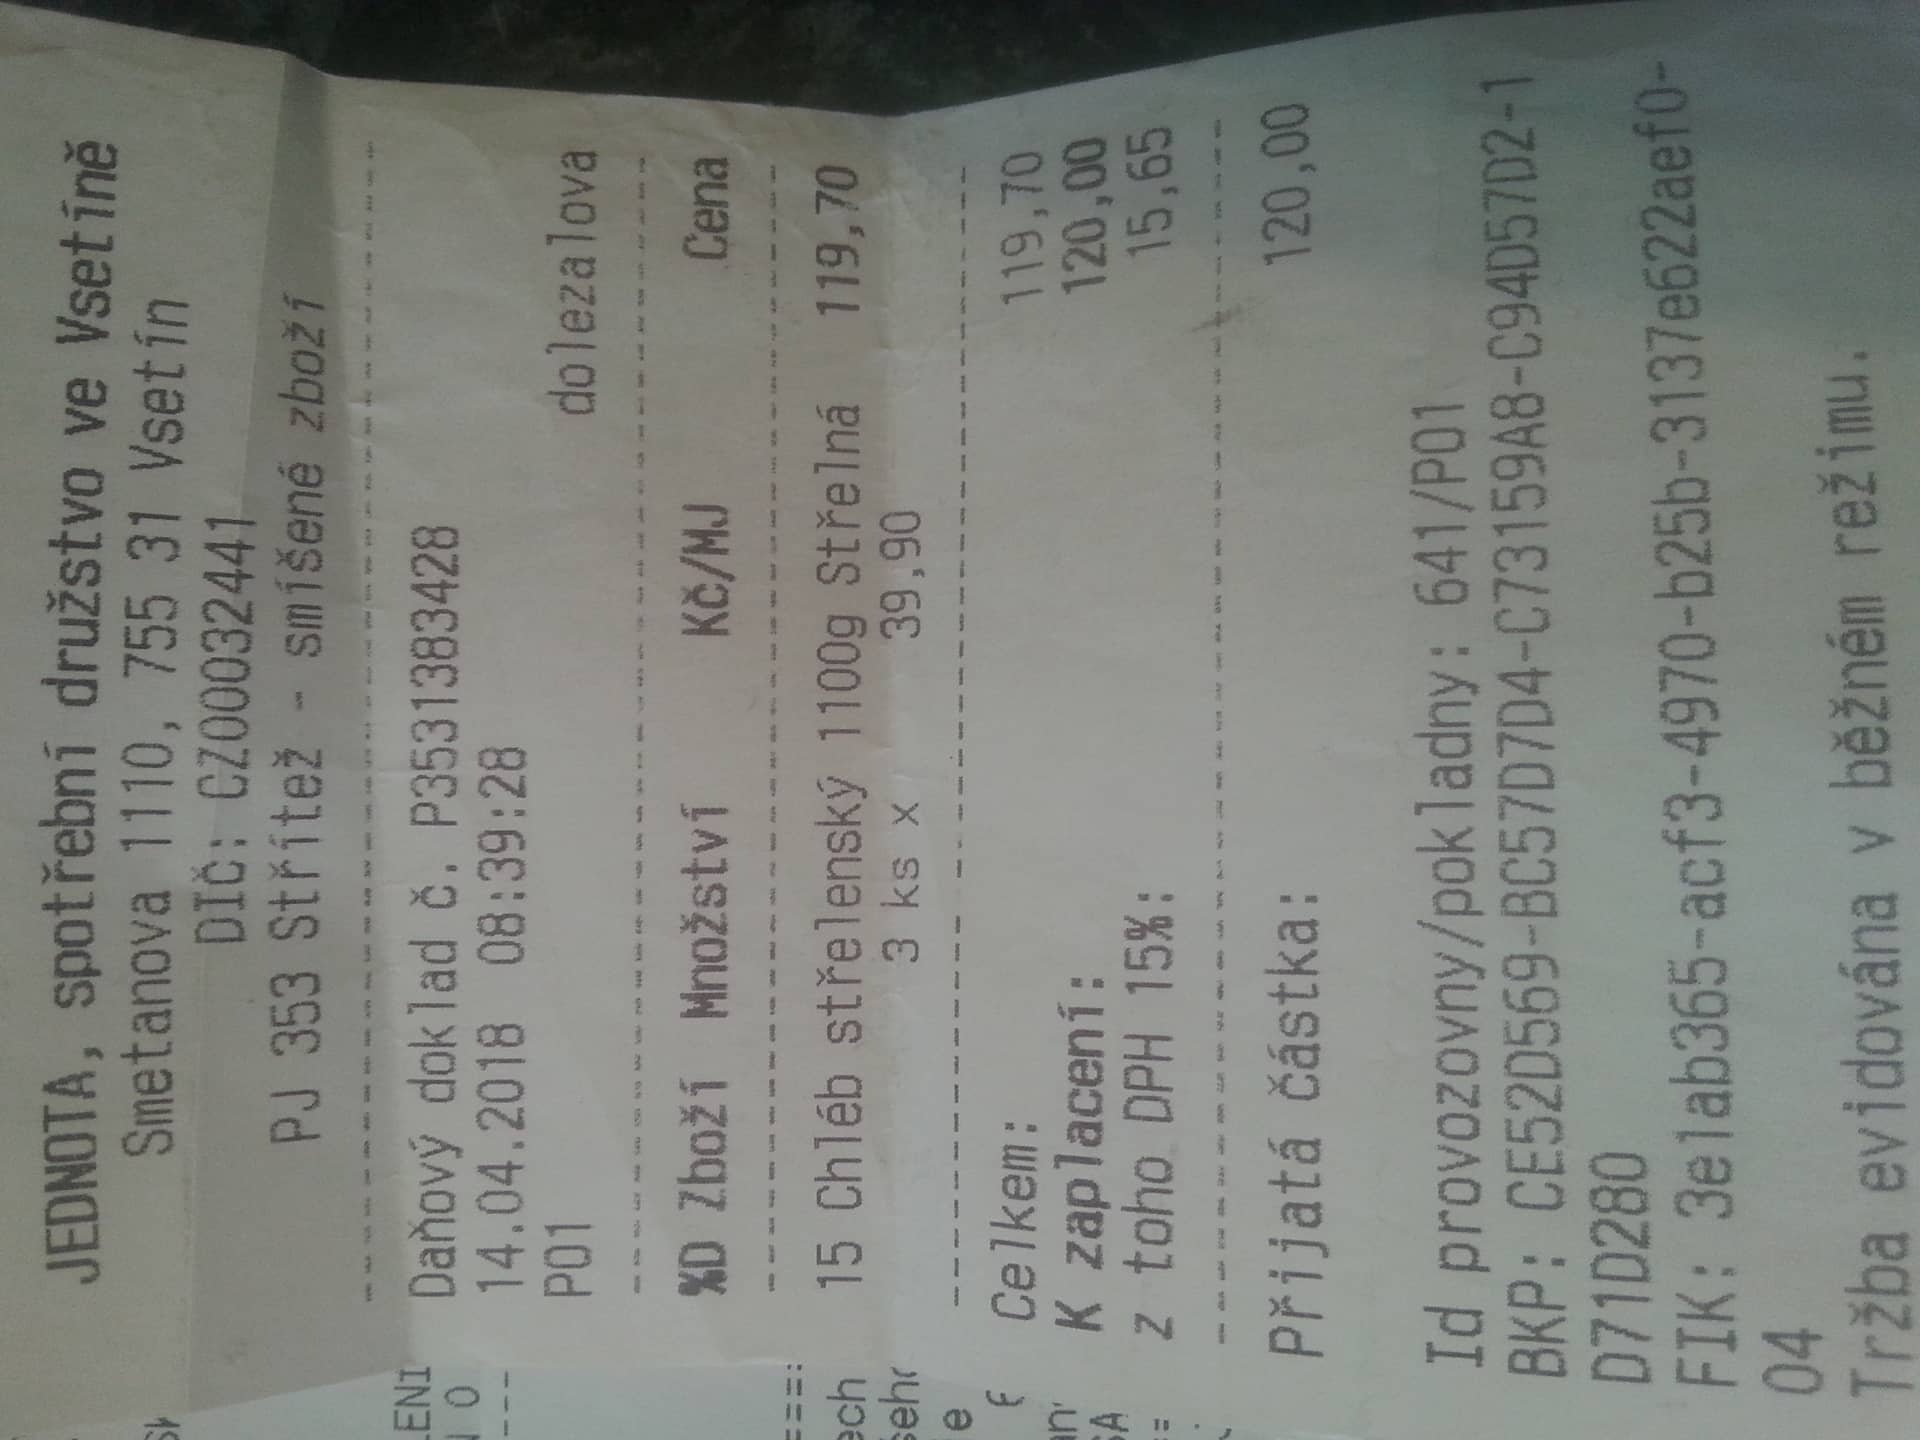 JEDNOTA, spotřební družstvo ve Vsetíně
Smetanova 1110, 755 31 Vsetín
DIČ: CZ00032441
PJ 353 Střítež - smíšené zboží
Daňový doklad č. P3531383428
14.04.2018 08:39:28
P01 dolezalova
%D Zboží Množství Kč/MJ Cena
15 Chléb střelenský 1100g Střelná 119,70
3 ks x 39,90
Celkem: 119,70
K zaplacení: 120,00
z toho DPH 15%: 15,65
Přijatá částka: 120,00
Id provozovny/pokladny: 641/P01
BKP: CE52D569-BC57D7D4-C73159A8-C94D57D2-1
D71D280
FIK: 3e1ab365-acf3-4970-b25b-3137e622aef0-
04
Tržba evidována v běžném režimu.
LENI
ech